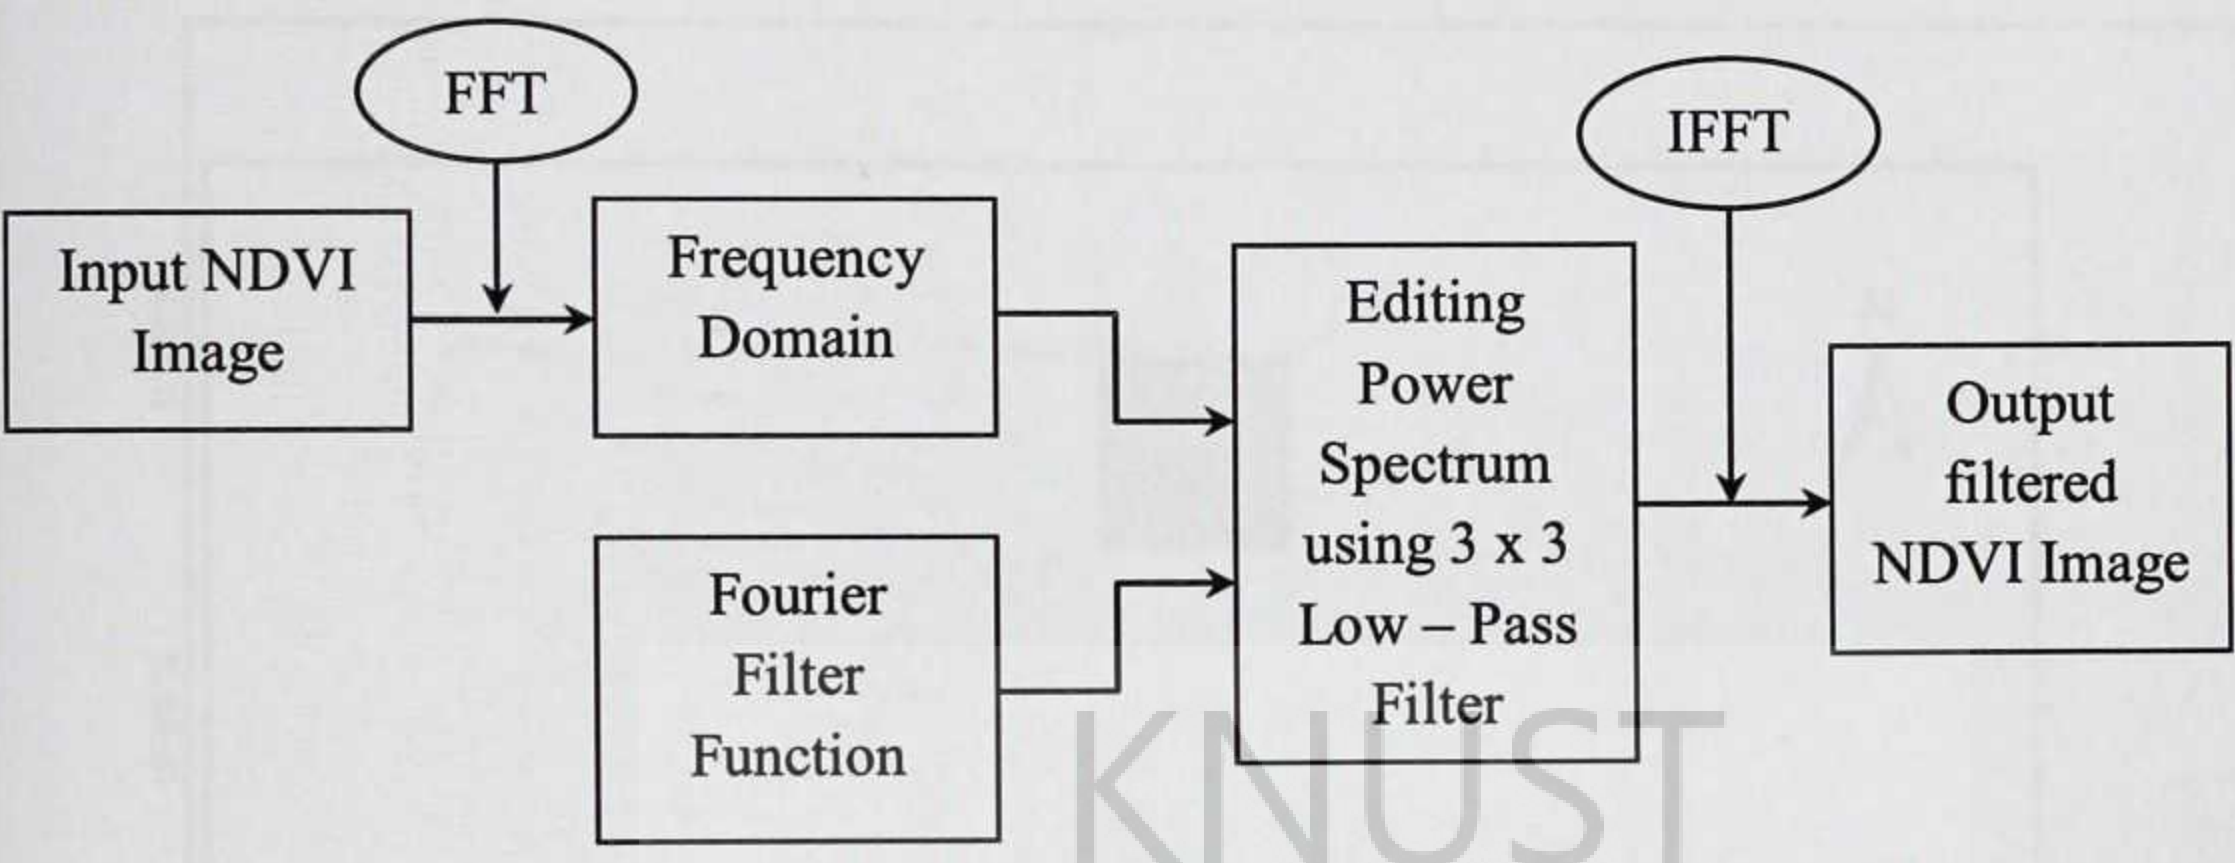 FFT
IFFT
Input NDVI
Image
Frequency
Domain
Fourier
Filter
Function
Editing
Power
Spectrum
using 3 x 3
Low – Pass
Filter
Output
filtered
NDVI Image
KNUST